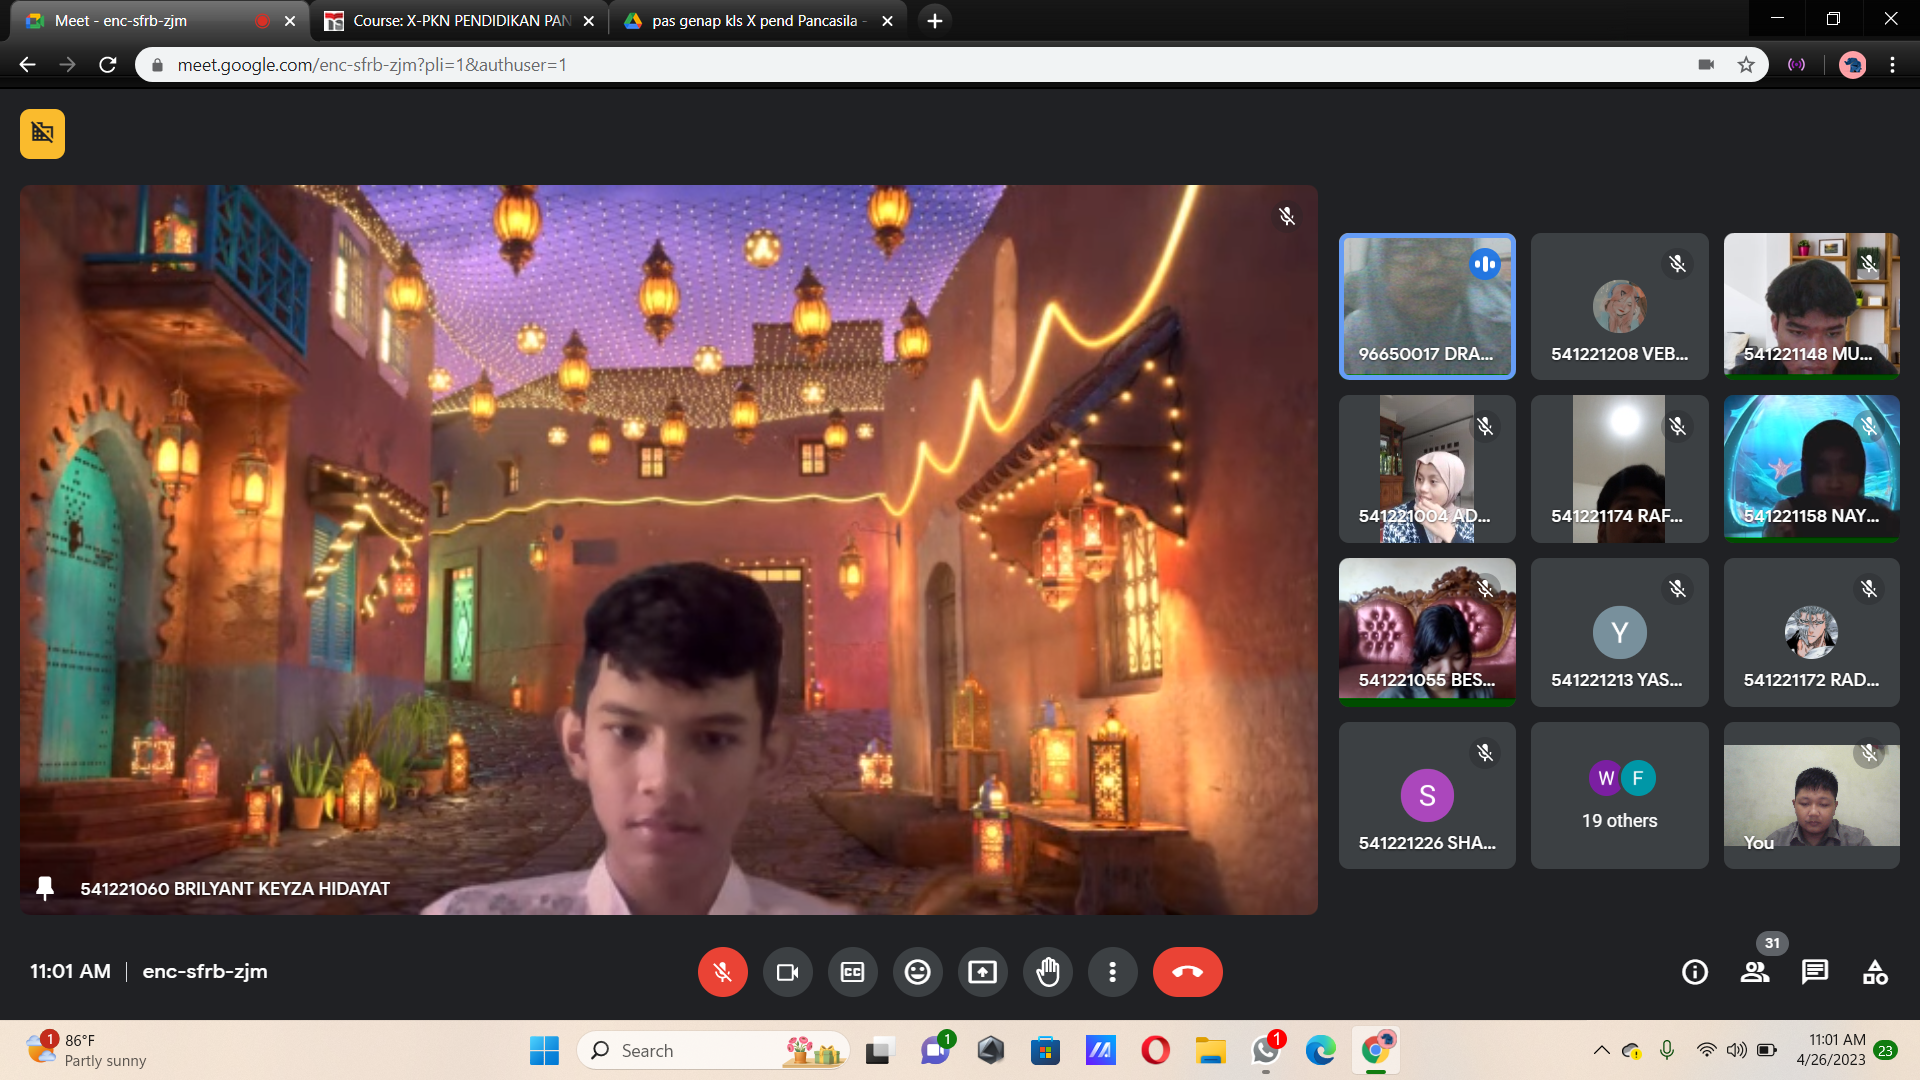 Meet - enc-sfrb-zjm
Course: X-PKN PENDIDIKAN PAN
pas genap kls X pend Pancasila -
meet.google.com/enc-sfrb-zjm?pli=1&authuser=1
96650017 DRA...
541221208 VEB...
541221148 MU...
541221004 AD...
541221174 RAF...
541221158 NAY...
541221055 BES...
Y
541221213 YAS...
541221172 RAD...
S
541221226 SHA...
W F
19 others
You
541221060 BRILYANT KEYZA HIDAYAT
11:01 AM
enc-sfrb-zjm
CC
31
1
86°F
Partly sunny
Search
1
1
11:01 AM
4/26/2023
23